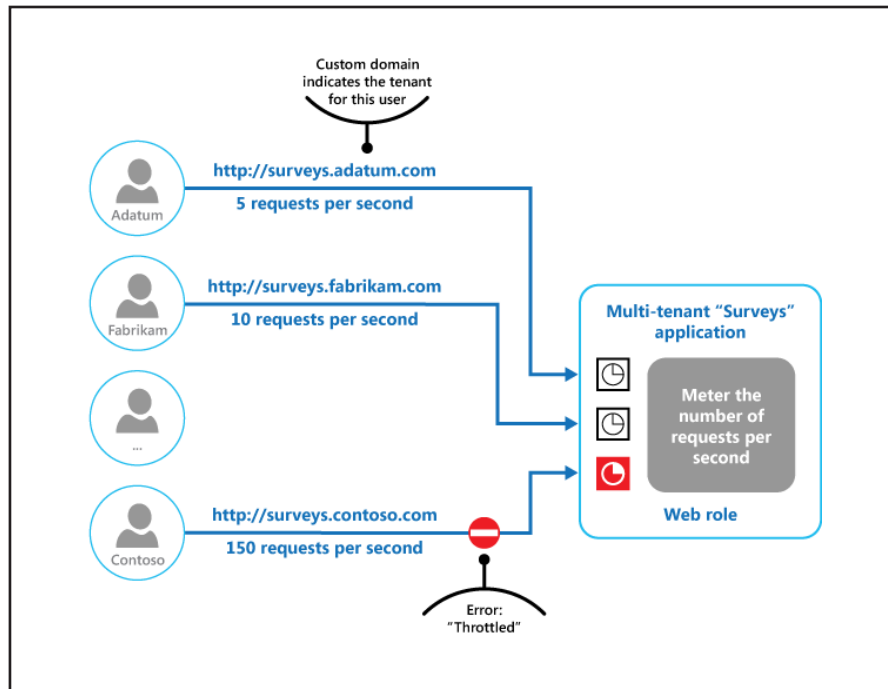 Custom domain
indicates the tenant
for this user
http://surveys.adatum.com
5 requests per second
Adatum
http://surveys.fabrikam.com
10 requests per second
Fabrikam
...
http://surveys.contoso.com
150 requests per second
Contoso
Error:
“Throttled”
Multi-tenant “Surveys”
application
Meter the
number of
requests per
second
Web role